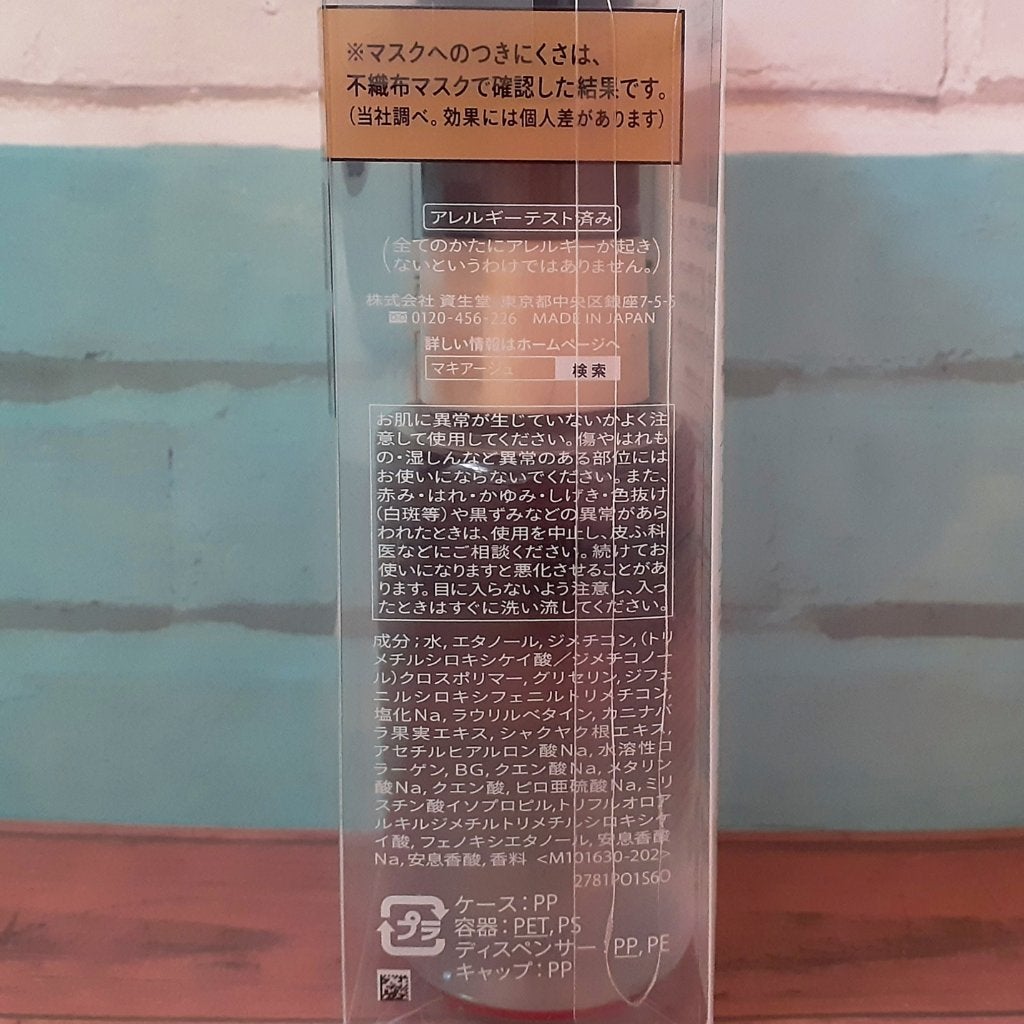 ※マスクへのつきにくさは、
不織布マスクで確認した結果です。
(当社調べ。効果には個人差があります)
アレルギーテスト済み
(全てのかたにアレルギーが起き
ないというわけではありません。)
株式会社 資生堂 東京都中央区銀座7-5-5
0120-456-226 MADE IN JAPAN
詳しい情報はホームページへ
マキアージュ 検索
お肌に異常が生じていないかよく注
意して使用してください。傷やはれも
の・湿しんなど異常のある部位には
お使いにならないでください。また、
赤み・はれ・かゆみ・しげき・色抜け
(白斑等)や黒ずみなどの異常があら
われたときは、使用を中止し、皮ふ科
医などにご相談ください。続けてお
使いになりますと悪化させることがあ
ります。目に入らないよう注意し、入っ
たときはすぐに洗い流してください。
成分;水, エタノール, ジメチコン, (トリ
メチルシロキシケイ酸/ジメチコノー
ル)クロスポリマー, グリセリン, ジフェ
ニルシロキシフェニルトリメチコン,
塩化Na, ラウリルベタイン, カニナバ
ラ果実エキス, シャクヤク根エキス,
アセチルヒアルロン酸Na, 水溶性コ
ラーゲン, BG, クエン酸Na, メタリン
酸Na, クエン酸, ピロ亜硫酸Na, ミリ
スチン酸イソプロピル, トリフルオロア
ルキルジメチルトリメチルシロキシケ
イ酸, フェノキシエタノール, 安息香酸
Na, 安息香酸, 香料 <M101630-202>
2781PO1S6O
プラ
ケース:PP
容器:PET, PS
ディスペンサー:PP, PE
キャップ:PP